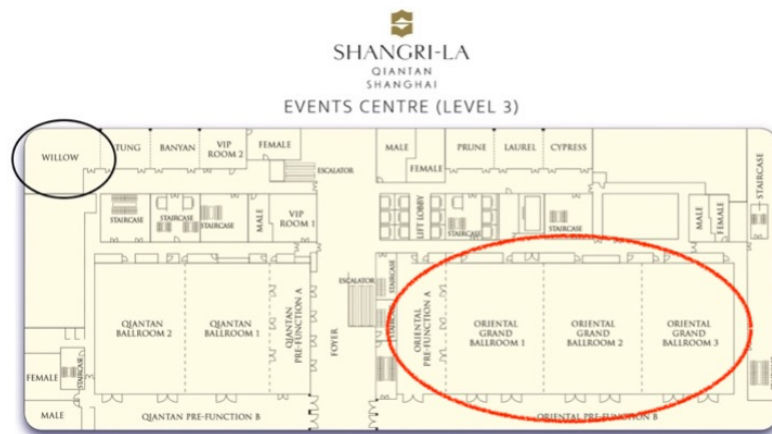 SHANGRI-LA
QIANTAN
SHANGHAI
EVENTS CENTRE (LEVEL 3)
WILLOW
TUNG
BANYAN
VIP
ROOM 2
FEMALE
MALE
FEMALE
PRUNE
LAUREL
CYPRESS
ESCALATOR
STAIRCASE
STAIRCASE
STAIRCASE
STAIRCASE
MALE
VIP
ROOM 1
LIFT LOBBY
STAIRCASE
STAIRCASE
MALE
FEMALE
QIANTAN
BALLROOM 2
QIANTAN
BALLROOM 1
QIANTAN
PRE-FUNCTION A
FOYER
ESCALATOR
STAIRCASE
STAIRCASE
ORIENTAL
PRE-FUNCTION A
ORIENTAL
GRAND
BALLROOM 1
ORIENTAL
GRAND
BALLROOM 2
ORIENTAL
GRAND
BALLROOM 3
FEMALE
STAIRCASE
MALE
QIANTAN PRE-FUNCTION B
ORIENTAL PRE-FUNCTION B